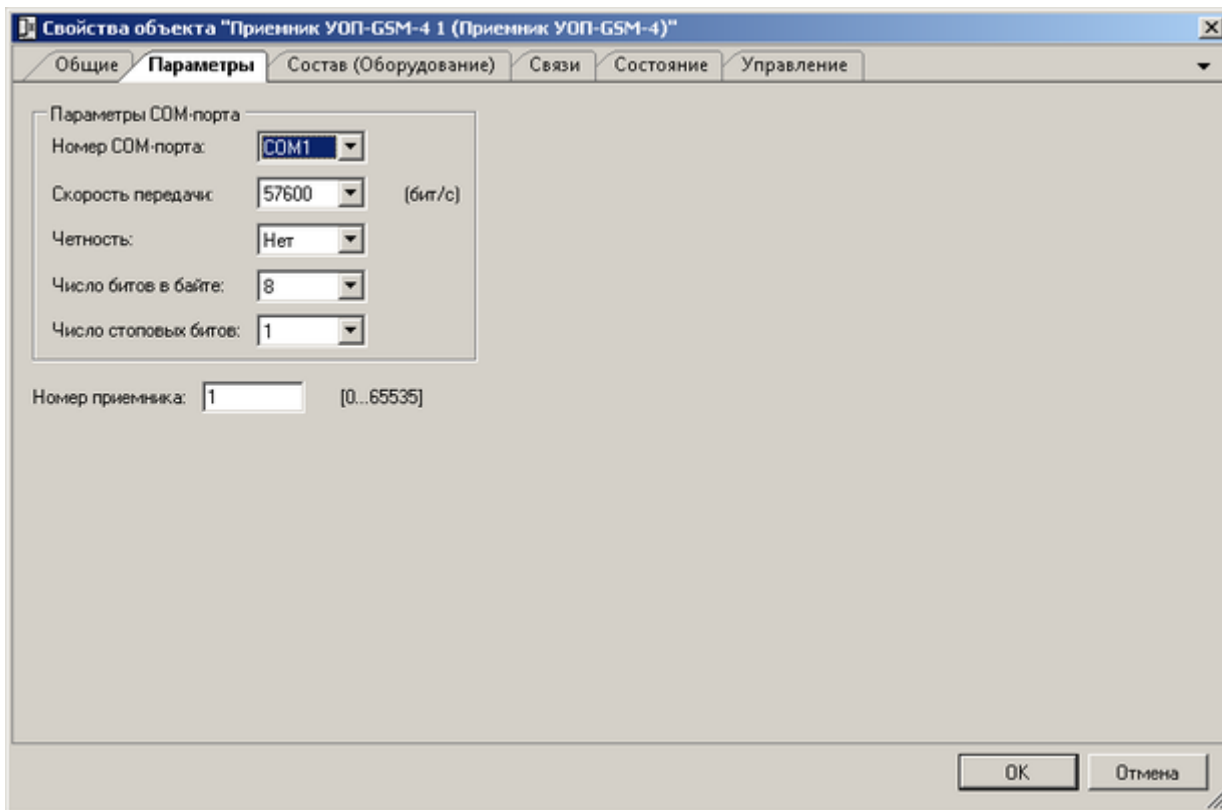 Свойства объекта "Приемник УОП-GSM-4 1 (Приемник УОП-GSM-4)"
Общие Параметры Состав (Оборудование) Связи Состояние Управление
Параметры COM-порта
Номер COM-порта: COM1
Скорость передачи: 57600 (бит/с)
Четность: Нет
Число битов в байте: 8
Число стоповых битов: 1
Номер приемника: 1 [0...65535]
OK Отмена